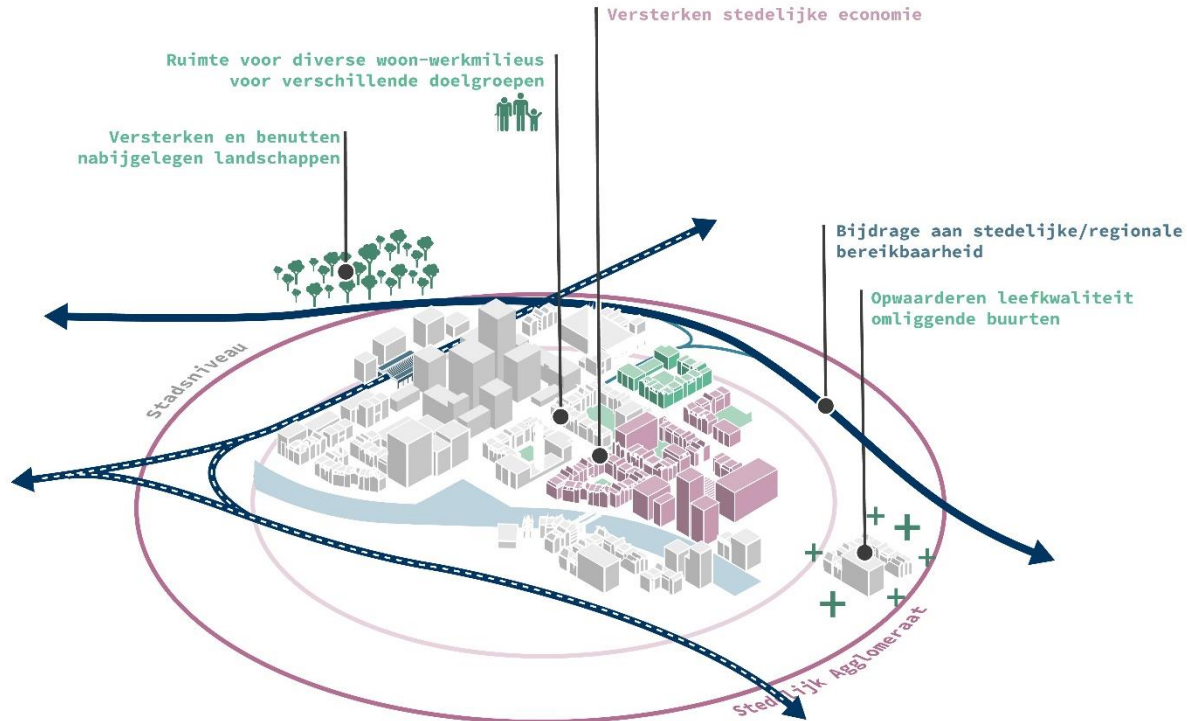 Versterken stedelijke economie
Ruimte voor diverse woon-werkmilieus
voor verschillende doelgroepen
Versterken en benutten
nabijgelegen landschappen
Bijdrage aan stedelijke/regionale
bereikbaarheid
Opwaarderen leefkwaliteit
omliggende buurten
Stadsniveau
Stedelijk Agglomeraat